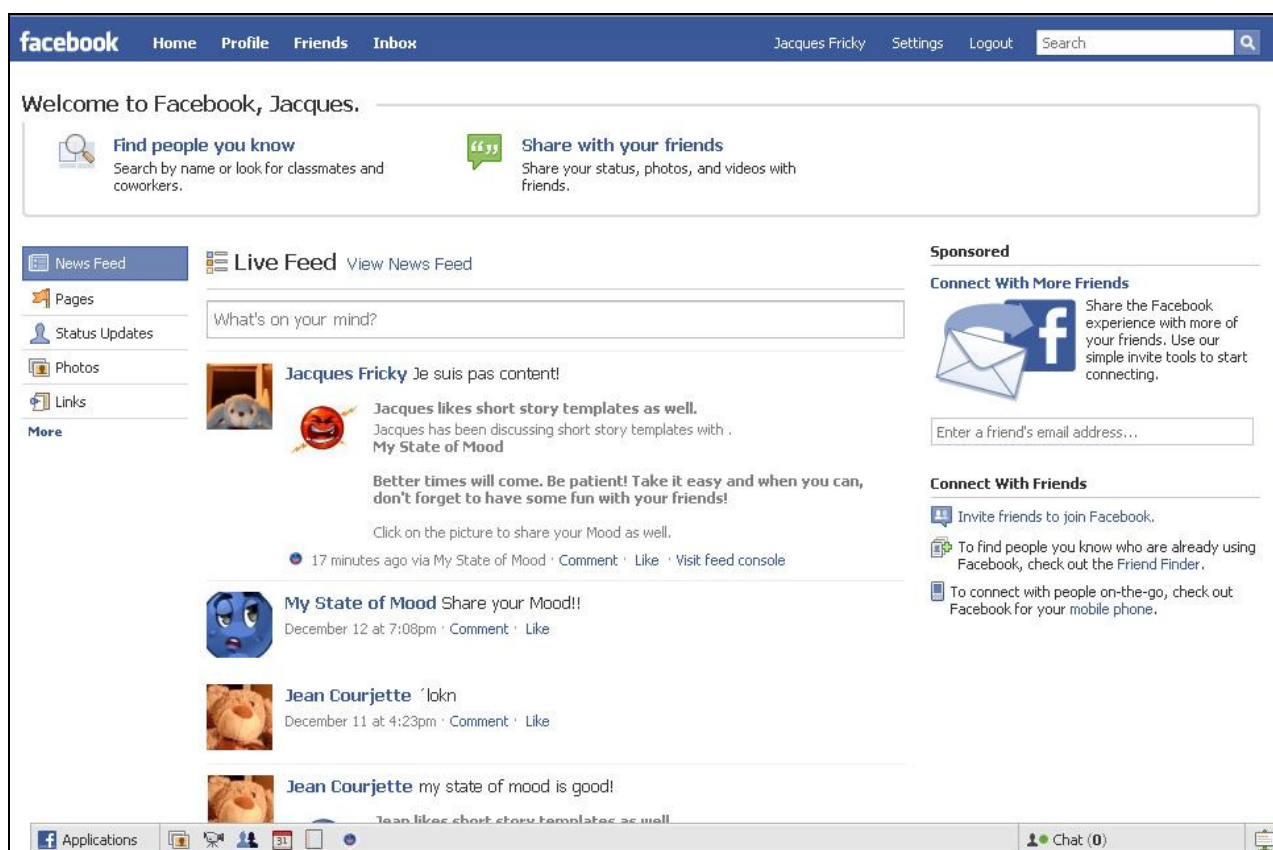 facebook Home Profile Friends Inbox Jacques Fricky Settings Logout Search
Welcome to Facebook, Jacques.
Find people you know
Search by name or look for classmates and
coworkers.
Share with your friends
Share your status, photos, and videos with
friends.
News Feed
Pages
Status Updates
Photos
Links
More
Live Feed View News Feed
What's on your mind?
Jacques Fricky Je suis pas content!
Jacques likes short story templates as well.
Jacques has been discussing short story templates with .
My State of Mood
Better times will come. Be patient! Take it easy and when you can,
don't forget to have some fun with your friends!
Click on the picture to share your Mood as well.
17 minutes ago via My State of Mood · Comment · Like · Visit feed console
My State of Mood Share your Mood!!
December 12 at 7:08pm · Comment · Like
Jean Courjette ´lokn
December 11 at 4:23pm · Comment · Like
Jean Courjette my state of mood is good!
Jean likes short story templates as well
Sponsored
Connect With More Friends
Share the Facebook
experience with more of
your friends. Use our
simple invite tools to start
connecting.
Enter a friend's email address...
Connect With Friends
Invite friends to join Facebook.
To find people you know who are already using
Facebook, check out the Friend Finder.
To connect with people on-the-go, check out
Facebook for your mobile phone.
Applications 31 Chat (0)